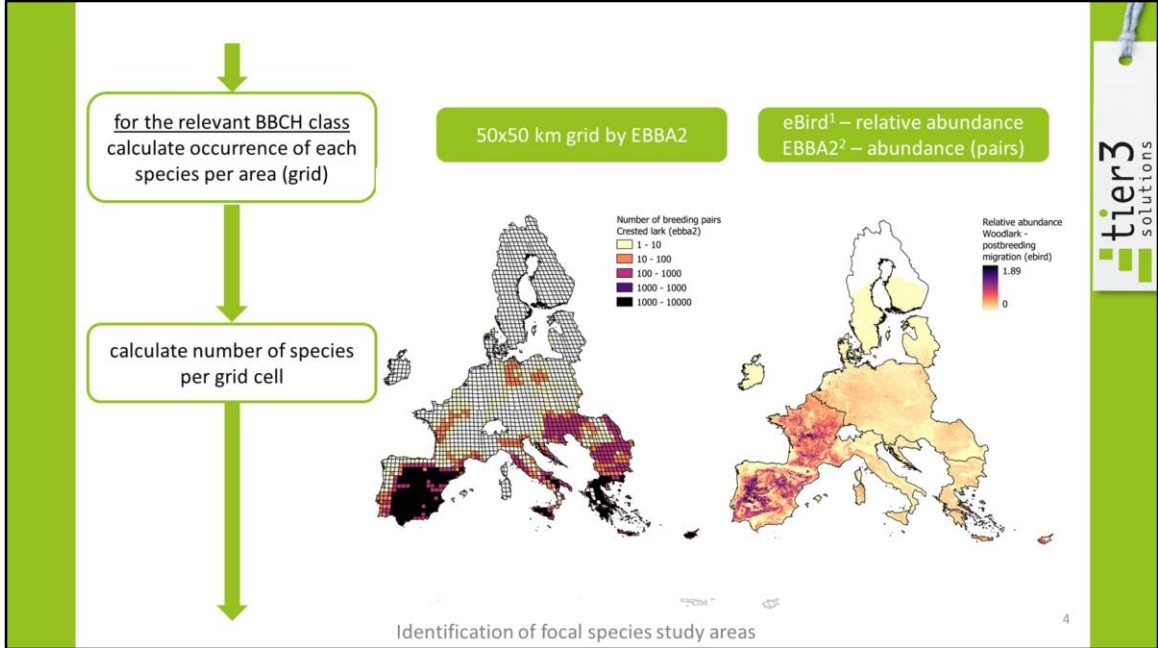 for the relevant BBCH class
calculate occurrence of each
species per area (grid)
50x50 km grid by EBBA2
eBird¹ – relative abundance
EBBA2² – abundance (pairs)
tier3
solutions
Number of breeding pairs
Crested lark (ebba2)
1 - 10
10 - 100
100 - 1000
1000 - 1000
1000 - 10000
Relative abundance
Woodlark -
postbreeding
migration (ebird)
1.89
0
calculate number of species
per grid cell
Identification of focal species study areas
4